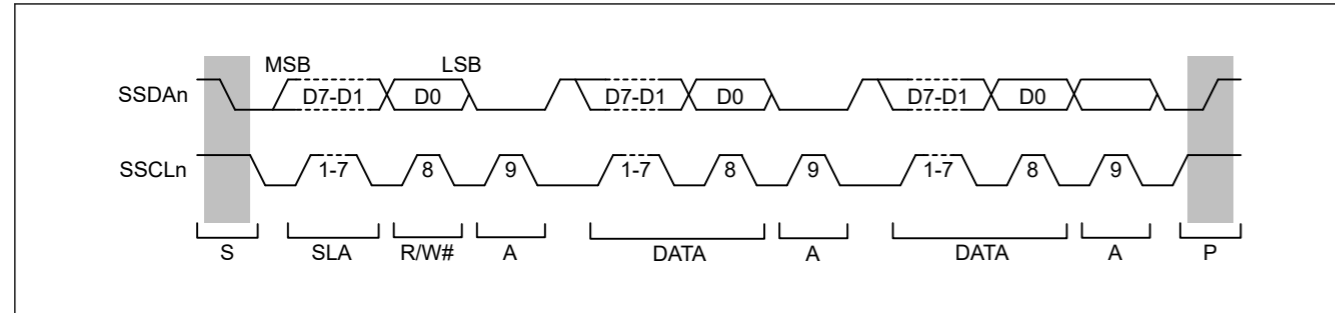 MSB LSB
SSDAn D7-D1 D0 D7-D1 D0 D7-D1 D0
SSCLn 1-7 8 9 1-7 8 9 1-7 8 9
S SLA R/W# A DATA A DATA A P